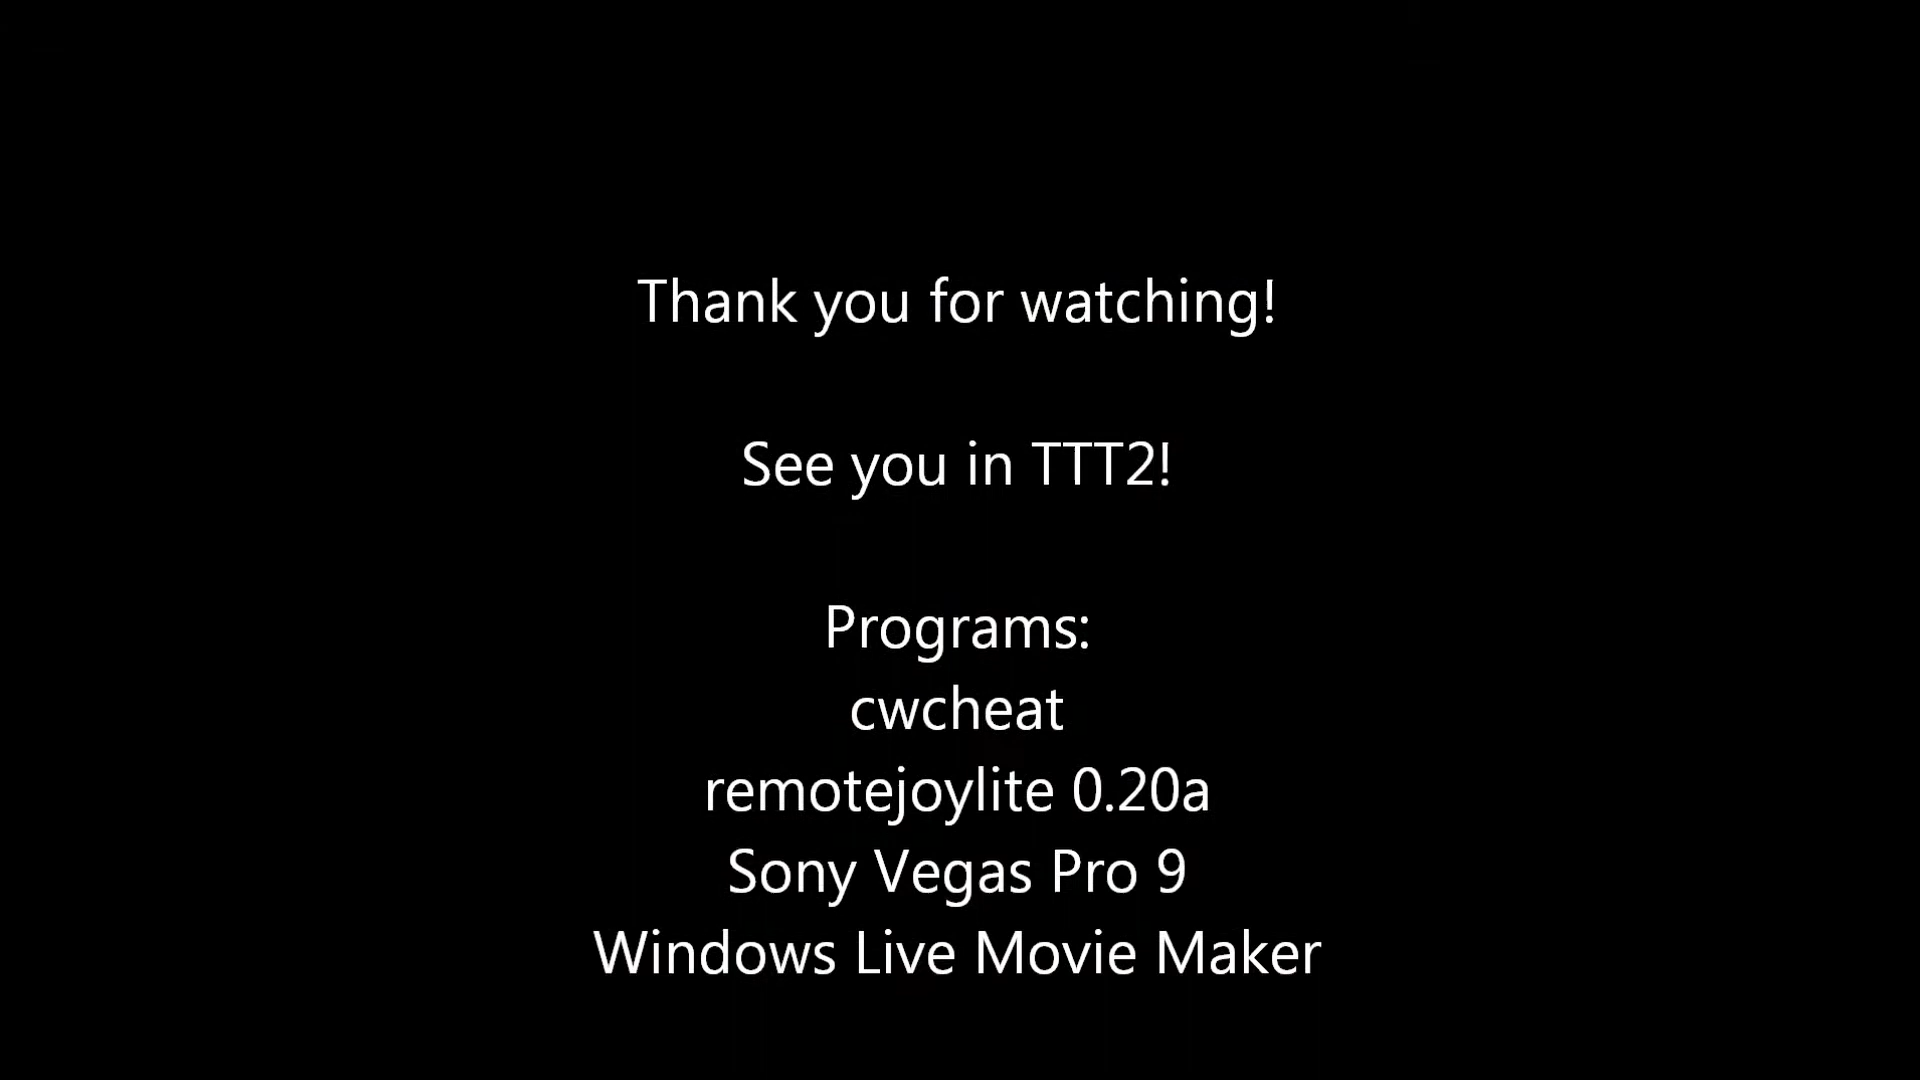 Thank you for watching!
See you in TTT2!
Programs:
cwcheat
remotejoylite 0.20a
Sony Vegas Pro 9
Windows Live Movie Maker